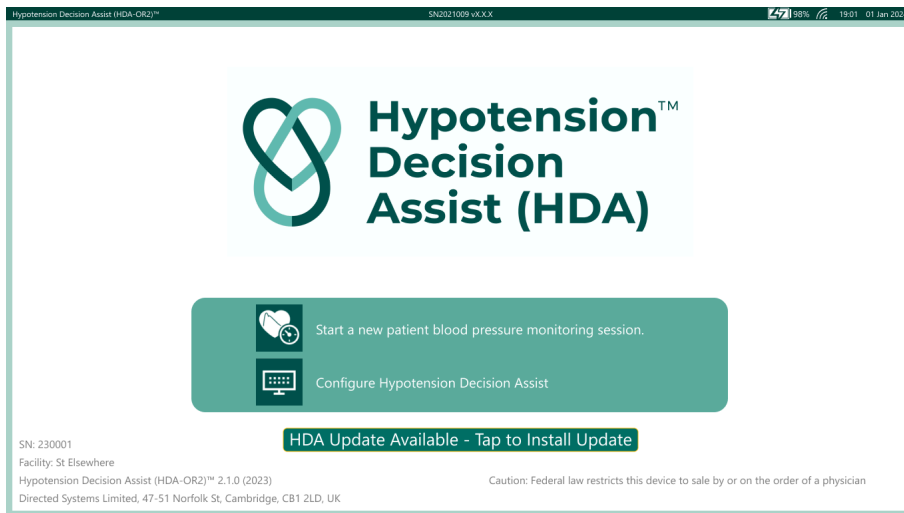 Hypotension Decision Assist (HDA-OR2)™ SN2021009 vX.X.X 98% 19:01 01 Jan 202
Hypotension™
Decision
Assist (HDA)
Start a new patient blood pressure monitoring session.
Configure Hypotension Decision Assist
HDA Update Available - Tap to Install Update
SN: 230001
Facility: St Elsewhere
Hypotension Decision Assist (HDA-OR2)™ 2.1.0 (2023) Caution: Federal law restricts this device to sale by or on the order of a physician
Directed Systems Limited, 47-51 Norfolk St, Cambridge, CB1 2LD, UK